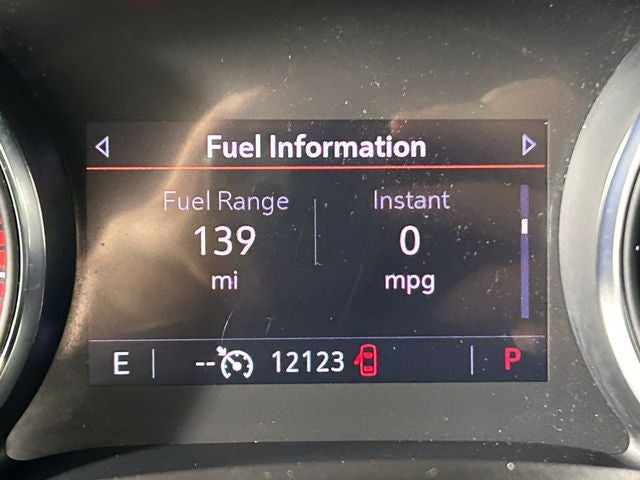 Fuel Information
Fuel Range Instant
139 0
mi mpg
E -- 12123 P